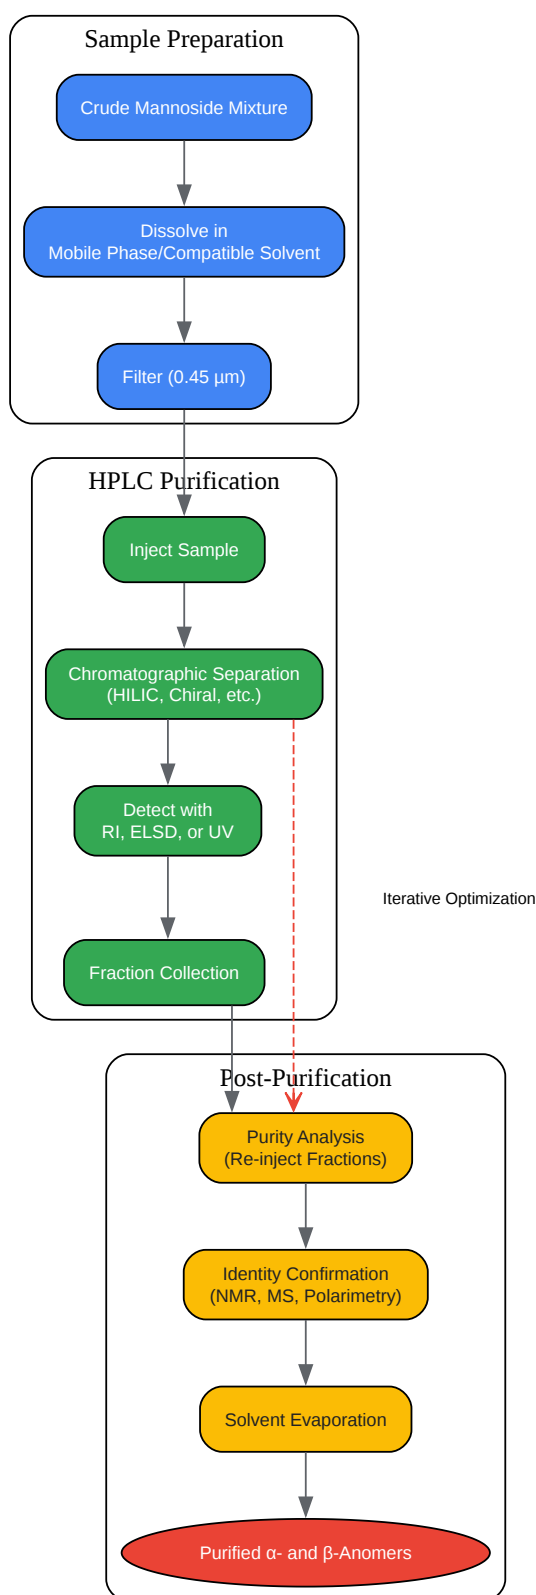 Sample Preparation
Crude Mannoside Mixture
Dissolve in
Mobile Phase/Compatible Solvent
Filter (0.45 µm)
HPLC Purification
Inject Sample
Chromatographic Separation
(HILIC, Chiral, etc.)
Detect with
RI, ELSD, or UV
Iterative Optimization
Fraction Collection
Post-Purification
Purity Analysis
(Re-inject Fractions)
Identity Confirmation
(NMR, MS, Polarimetry)
Solvent Evaporation
Purified α- and β-Anomers